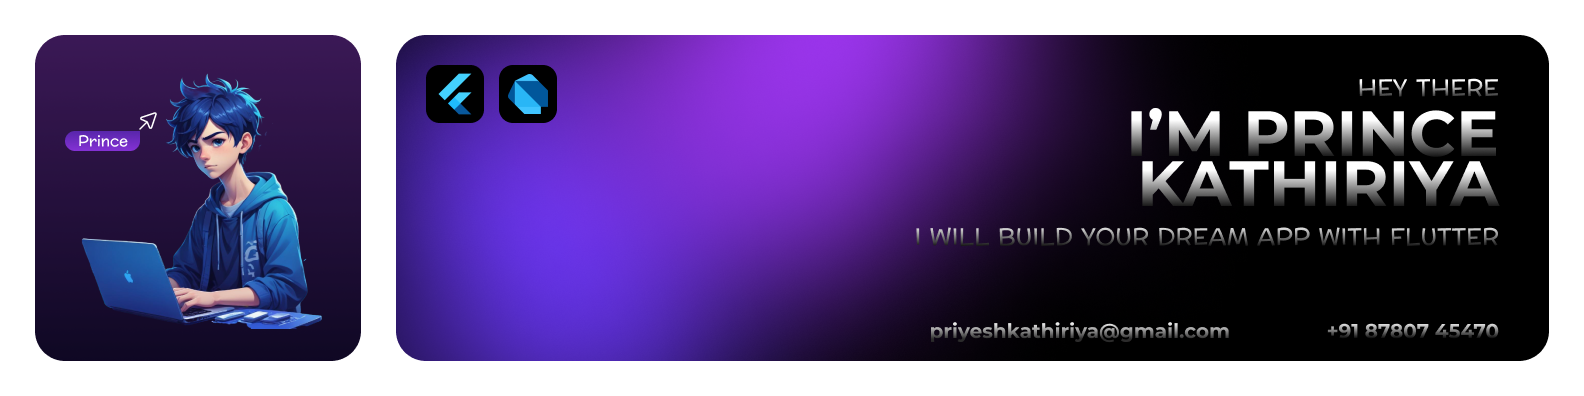 Prince
HEY THERE
I'M PRINCE
KATHIRIYA
I WILL BUILD YOUR DREAM APP WITH FLUTTER
priyeshkathiriya@gmail.com
+91 87807 45470